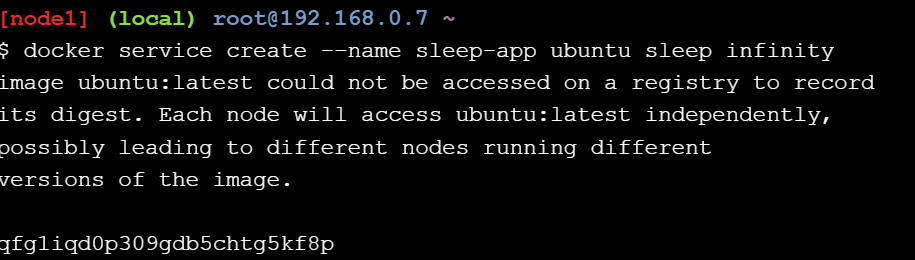 [node1] (local) root@192.168.0.7 ~
$ docker service create --name sleep-app ubuntu sleep infinity
image ubuntu:latest could not be accessed on a registry to record
its digest. Each node will access ubuntu:latest independently,
possibly leading to different nodes running different
versions of the image.
qfg1iqd0p309gdb5chtg5kf8p